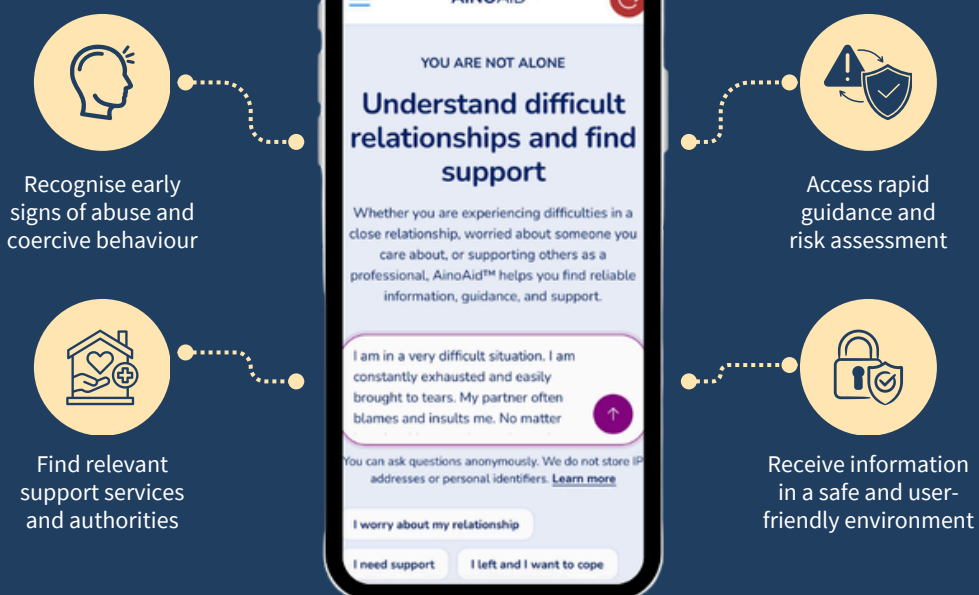 AINOAID
YOU ARE NOT ALONE
Understand difficult
relationships and find
support
Whether you are experiencing difficulties in a
close relationship, worried about someone you
care about, or supporting others as a
professional, AinoAid™ helps you find reliable
information, guidance, and support.
I am in a very difficult situation. I am
constantly exhausted and easily
brought to tears. My partner often
blames and insults me. No matter
You can ask questions anonymously. We do not store IP
addresses or personal identifiers. Learn more
I worry about my relationship
I need support
I left and I want to cope
Recognise early
signs of abuse and
coercive behaviour
Find relevant
support services
and authorities
Access rapid
guidance and
risk assessment
Receive information
in a safe and user-
friendly environment